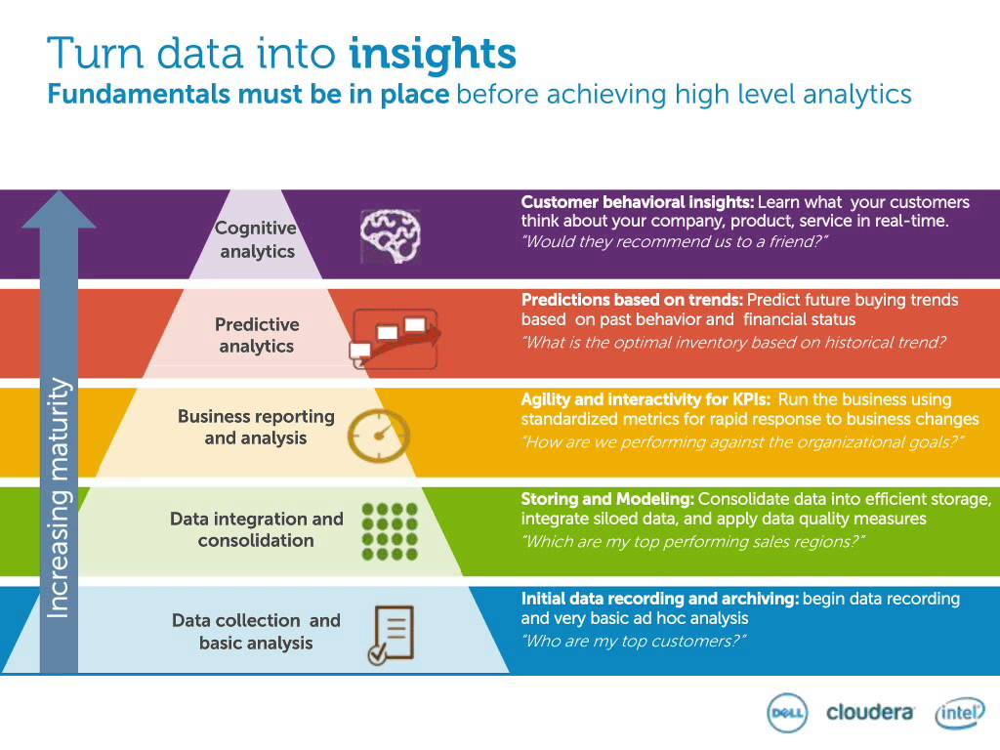 Turn data into insights
Fundamentals must be in place before achieving high level analytics
Increasing maturity
Cognitive
analytics
Customer behavioral insights: Learn what your customers
think about your company, product, service in real-time.
“Would they recommend us to a friend?”
Predictive
analytics
Predictions based on trends: Predict future buying trends
based on past behavior and financial status
“What is the optimal inventory based on historical trend?
Business reporting
and analysis
Agility and interactivity for KPIs: Run the business using
standardized metrics for rapid response to business changes
“How are we performing against the organizational goals?”
Data integration and
consolidation
Storing and Modeling: Consolidate data into efficient storage,
integrate siloed data, and apply data quality measures
“Which are my top performing sales regions?”
Data collection and
basic analysis
Initial data recording and archiving: begin data recording
and very basic ad hoc analysis
“Who are my top customers?”
DELL
cloudera
intel